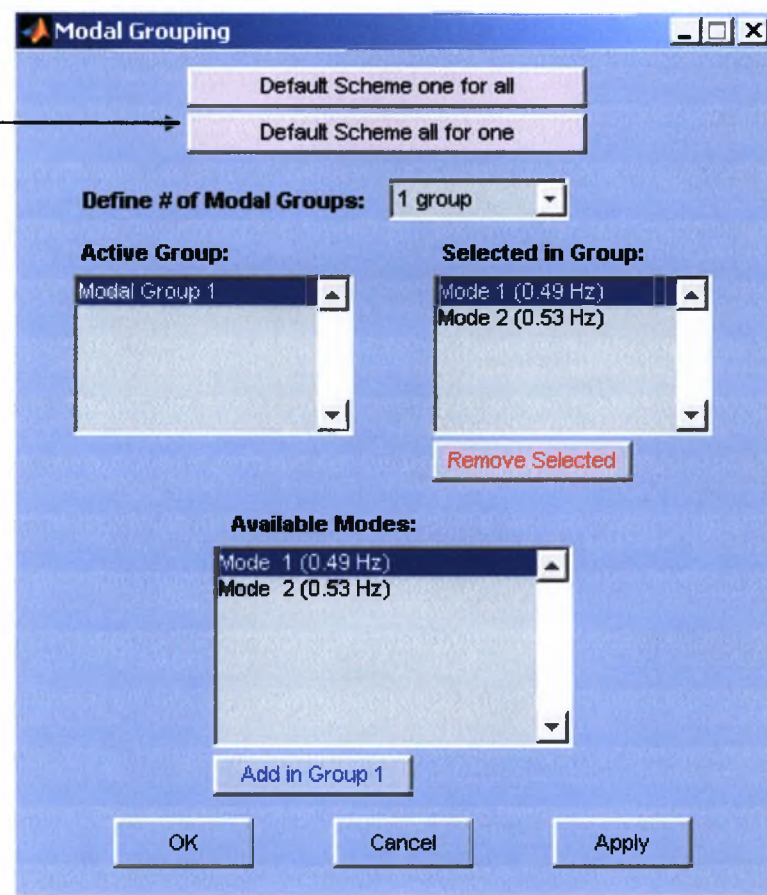 Modal Grouping
Default Scheme one for all
Default Scheme all for one
Define # of Modal Groups: 1 group
Active Group:
Modal Group 1
Selected in Group:
Mode 1 (0.49 Hz)
Mode 2 (0.53 Hz)
Remove Selected
Available Modes:
Mode 1 (0.49 Hz)
Mode 2 (0.53 Hz)
Add in Group 1
OK Cancel Apply